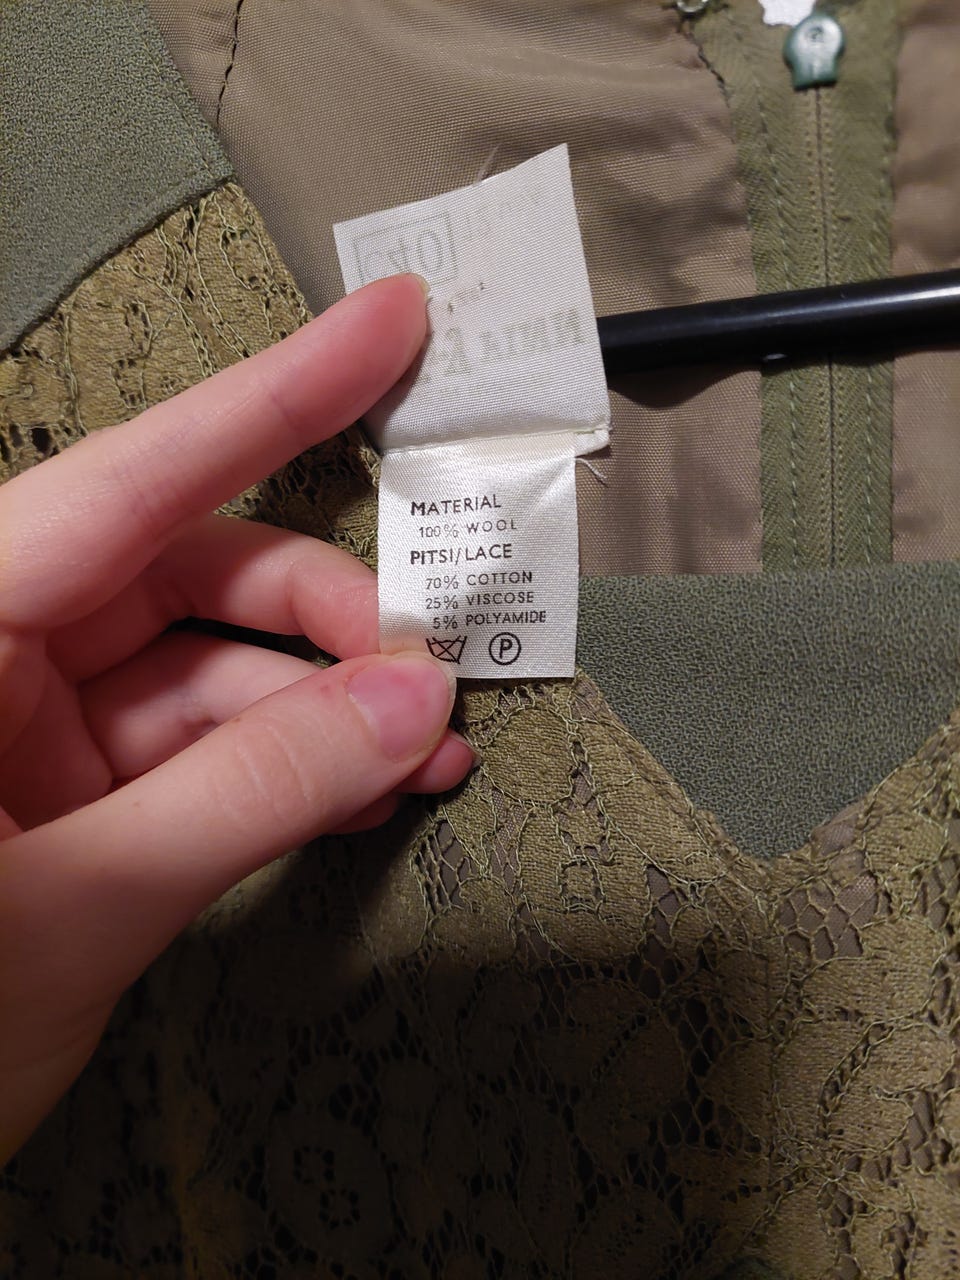 MATERIAL
100% WOOL
PITSI/LACE
70% COTTON
25% VISCOSE
5% POLYAMIDE
P